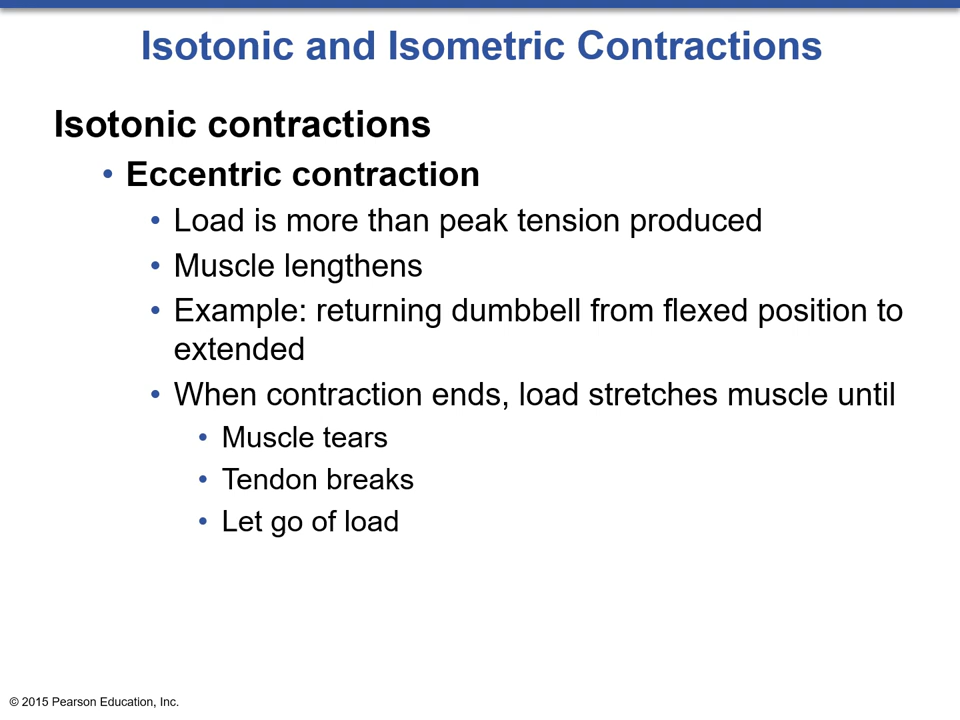 Isotonic and Isometric Contractions
Isotonic contractions
• Eccentric contraction
• Load is more than peak tension produced
• Muscle lengthens
• Example: returning dumbbell from flexed position to
extended
• When contraction ends, load stretches muscle until
• Muscle tears
• Tendon breaks
• Let go of load
© 2015 Pearson Education, Inc.